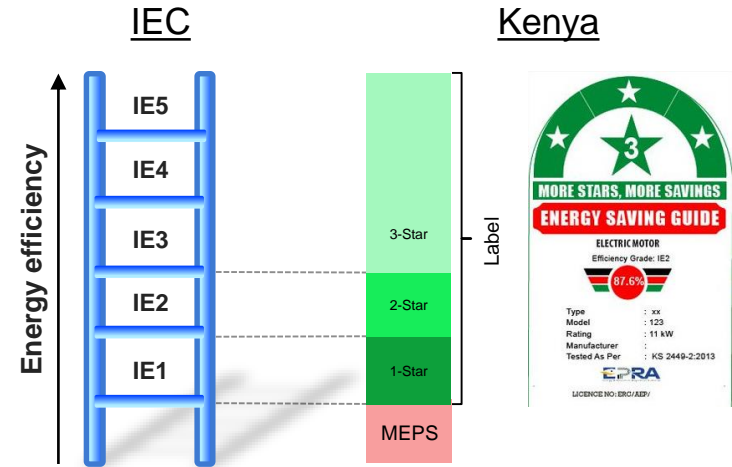 IEC
Kenya
Energy efficiency
IE5
IE4
IE3
IE2
IE1
3-Star
2-Star
1-Star
MEPS
Label
3
MORE STARS, MORE SAVINGS
ENERGY SAVING GUIDE
ELECTRIC MOTOR
Efficiency Grade: IE2
87.6%
Type : xx
Model : 123
Rating : 11 kW
Manufacturer :
Tested As Per : KS 2449-2:2013
EPRA
LICENCE NO: ERC/AEP/